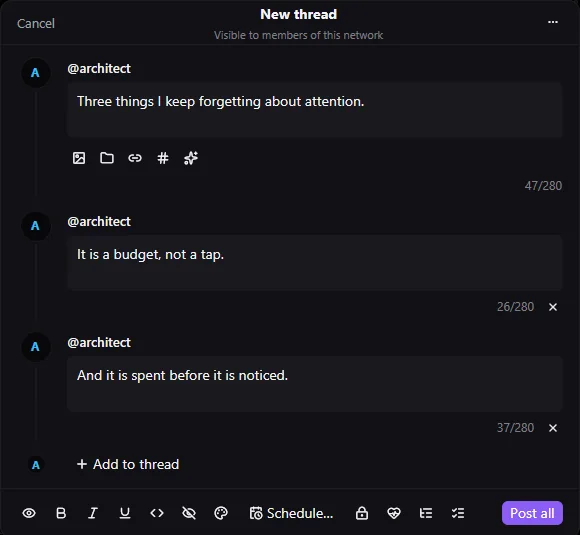 Cancel
New thread
Visible to members of this network
A
@architect
Three things I keep forgetting about attention.
47/280
A
@architect
It is a budget, not a tap.
26/280
A
@architect
And it is spent before it is noticed.
37/280
A
+ Add to thread
B I U Schedule... Post all